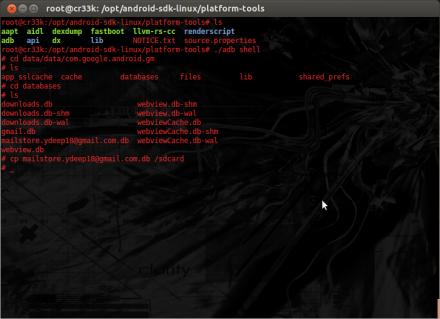 root@cr33k: /opt/android-sdk-linux/platform-tools
root@cr33k:/opt/android-sdk-linux/platform-tools# ls
aapt aidl dexdump fastboot llvm-rs-cc renderscript
adb api dx lib NOTICE.txt source.properties
root@cr33k:/opt/android-sdk-linux/platform-tools# ./adb shell
# cd data/data/com.google.android.gm
# ls
app_sslcache cache databases files lib shared_prefs
# cd databases
# ls
downloads.db webview.db-shm
downloads.db-shm webview.db-wal
downloads.db-wal webviewCache.db
gmail.db webviewCache.db-shm
mailstore.ydeep18@gmail.com.db webviewCache.db-wal
webview.db
# cp mailstore.ydeep18@gmail.com.db /sdcard
# _
clarity